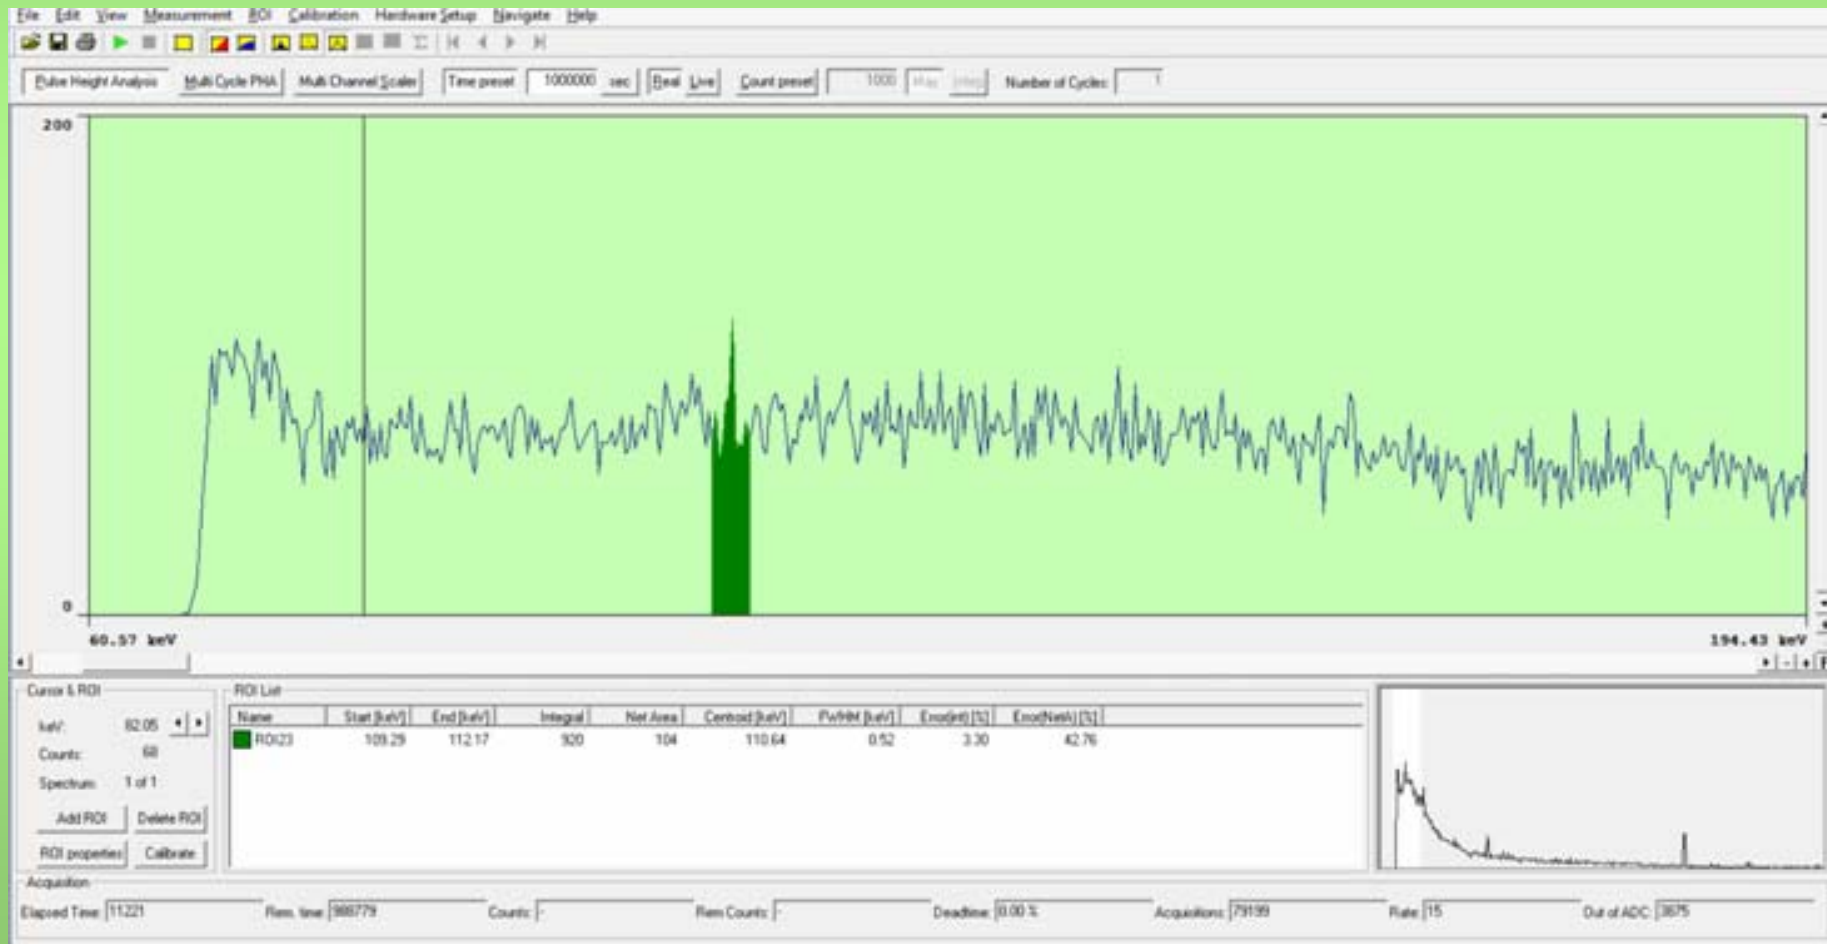 File Edit View Measurement ROI Calibration Hardware Setup Navigate Help
Pulse Height Analysis Multi Cycle PHA Multi Channel Scaler Time preset 1000000 sec Real Live Count preset 1000 Number of Cycles: 1
200
0
60.57 keV 194.43 keV
Cursor & ROI ROI List
keV: 82.05
Counts: 68
Spectrum: 1 of 1
Add ROI Delete ROI
ROI properties Calibrate
Name Start [keV] End [keV] Integral Net Area Centroid [keV] FWHM [keV] Error(Int) [%] Error(NetA) [%]
ROI23 109.29 112.17 920 104 110.64 0.52 3.30 42.76
Acquisition
Elapsed Time: 11221 Rem. time: 988779 Counts: - Rem Counts: - Deadtime: 0.00 % Acquisitions: 79199 Rate: 15 Out of ADC: 3875